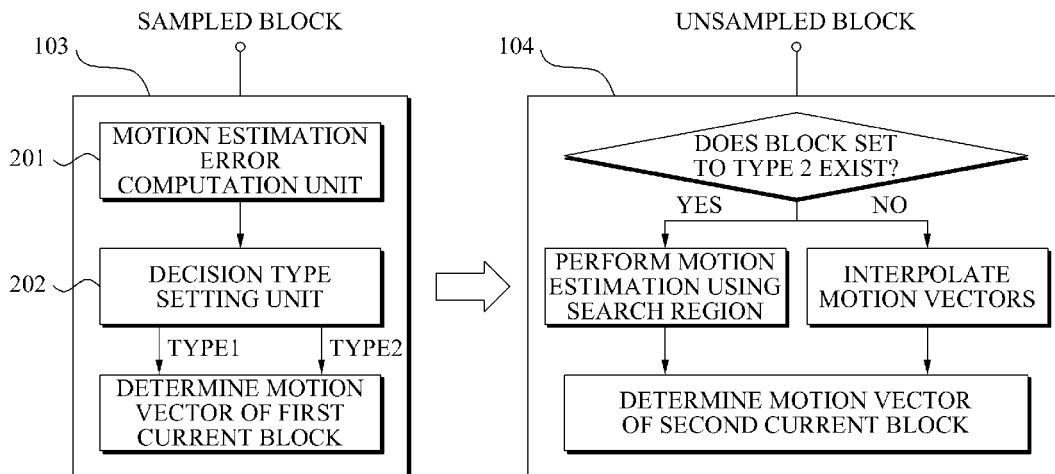 SAMPLED BLOCK
103
201
MOTION ESTIMATION
ERROR
COMPUTATION UNIT
202
DECISION TYPE
SETTING UNIT
TYPE1
TYPE2
DETERMINE MOTION
VECTOR OF FIRST
CURRENT BLOCK
UNSAMPLED BLOCK
104
DOES BLOCK SET
TO TYPE 2 EXIST?
YES
NO
PERFORM MOTION
ESTIMATION USING
SEARCH REGION
INTERPOLATE
MOTION VECTORS
DETERMINE MOTION VECTOR
OF SECOND CURRENT BLOCK